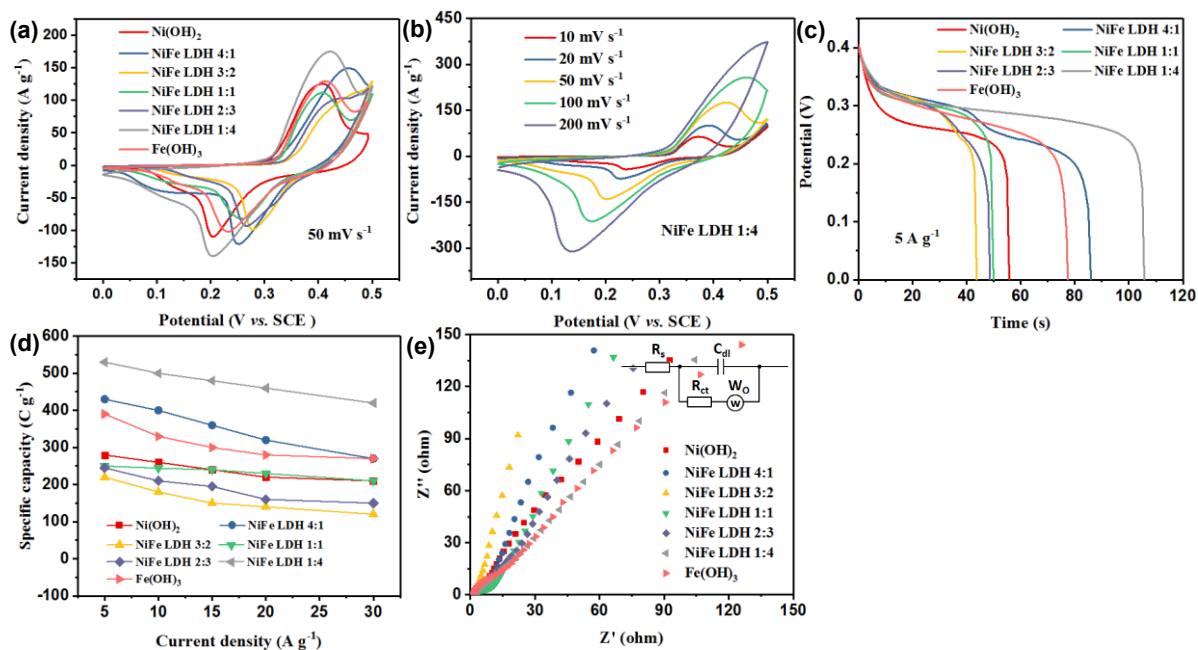 (a)
Current density (A g⁻¹)
200
150
100
50
0
-50
-100
-150
Ni(OH)₂
NiFe LDH 4:1
NiFe LDH 3:2
NiFe LDH 1:1
NiFe LDH 2:3
NiFe LDH 1:4
Fe(OH)₃
50 mV s⁻¹
0.0 0.1 0.2 0.3 0.4 0.5
Potential (V vs. SCE )
(b)
Current density (A g⁻¹)
450
300
150
0
-150
-300
10 mV s⁻¹
20 mV s⁻¹
50 mV s⁻¹
100 mV s⁻¹
200 mV s⁻¹
NiFe LDH 1:4
0.0 0.1 0.2 0.3 0.4 0.5
Potential (V vs. SCE )
(c)
Potential (V)
0.4
0.3
0.2
0.1
0.0
Ni(OH)₂ NiFe LDH 4:1
NiFe LDH 3:2 NiFe LDH 1:1
NiFe LDH 2:3 NiFe LDH 1:4
Fe(OH)₃
5 A g⁻¹
0 20 40 60 80 100 120
Time (s)
(d)
Specific capacity (C g⁻¹)
600
500
400
300
200
100
0
-100
Ni(OH)₂ NiFe LDH 4:1
NiFe LDH 3:2 NiFe LDH 1:1
NiFe LDH 2:3 NiFe LDH 1:4
Fe(OH)₃
5 10 15 20 25 30
Current density (A g⁻¹)
(e)
Z'' (ohm)
150
120
90
60
30
0
Rs Cdl
Rct Wo
w
Ni(OH)₂
NiFe LDH 4:1
NiFe LDH 3:2
NiFe LDH 1:1
NiFe LDH 2:3
NiFe LDH 1:4
Fe(OH)₃
0 30 60 90 120 150
Z' (ohm)